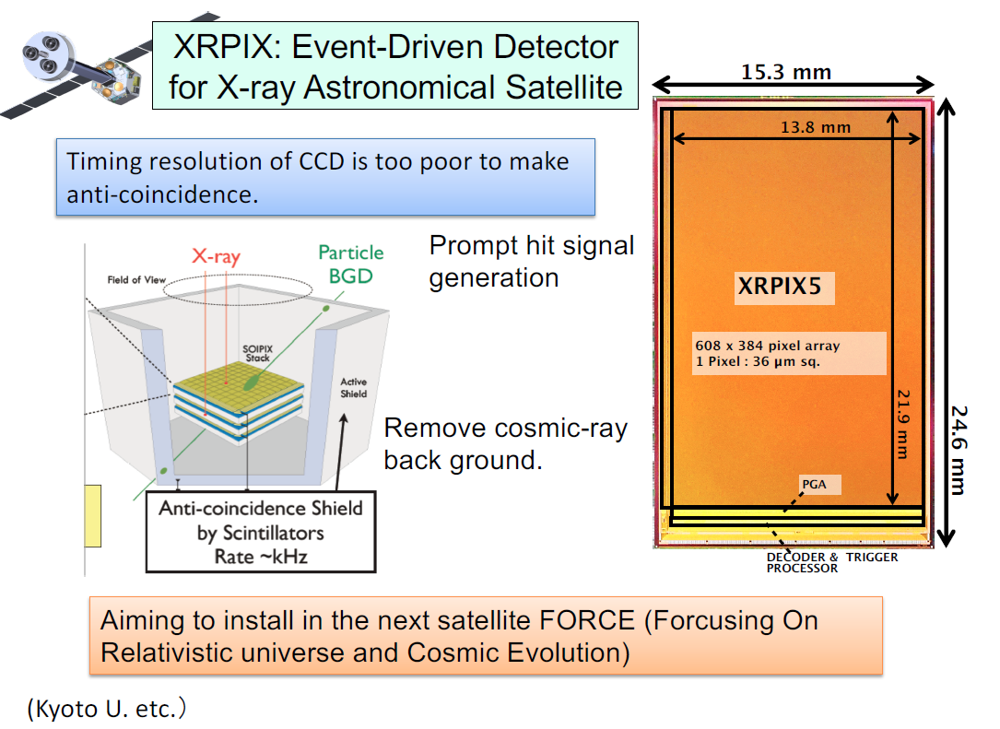 XRPIX: Event-Driven Detector
for X-ray Astronomical Satellite
Timing resolution of CCD is too poor to make
anti-coincidence.
X-ray
Particle
BGD
Field of View
SOIPIX
Stack
Active
Shield
Anti-coincidence Shield
by Scintillators
Rate ~kHz
Prompt hit signal
generation
Remove cosmic-ray
back ground.
15.3 mm
13.8 mm
XRPIX5
608 x 384 pixel array
1 Pixel : 36 µm sq.
21.9 mm
24.6 mm
PGA
DECODER & TRIGGER
PROCESSOR
Aiming to install in the next satellite FORCE (Forcusing On
Relativistic universe and Cosmic Evolution)
(Kyoto U. etc.）